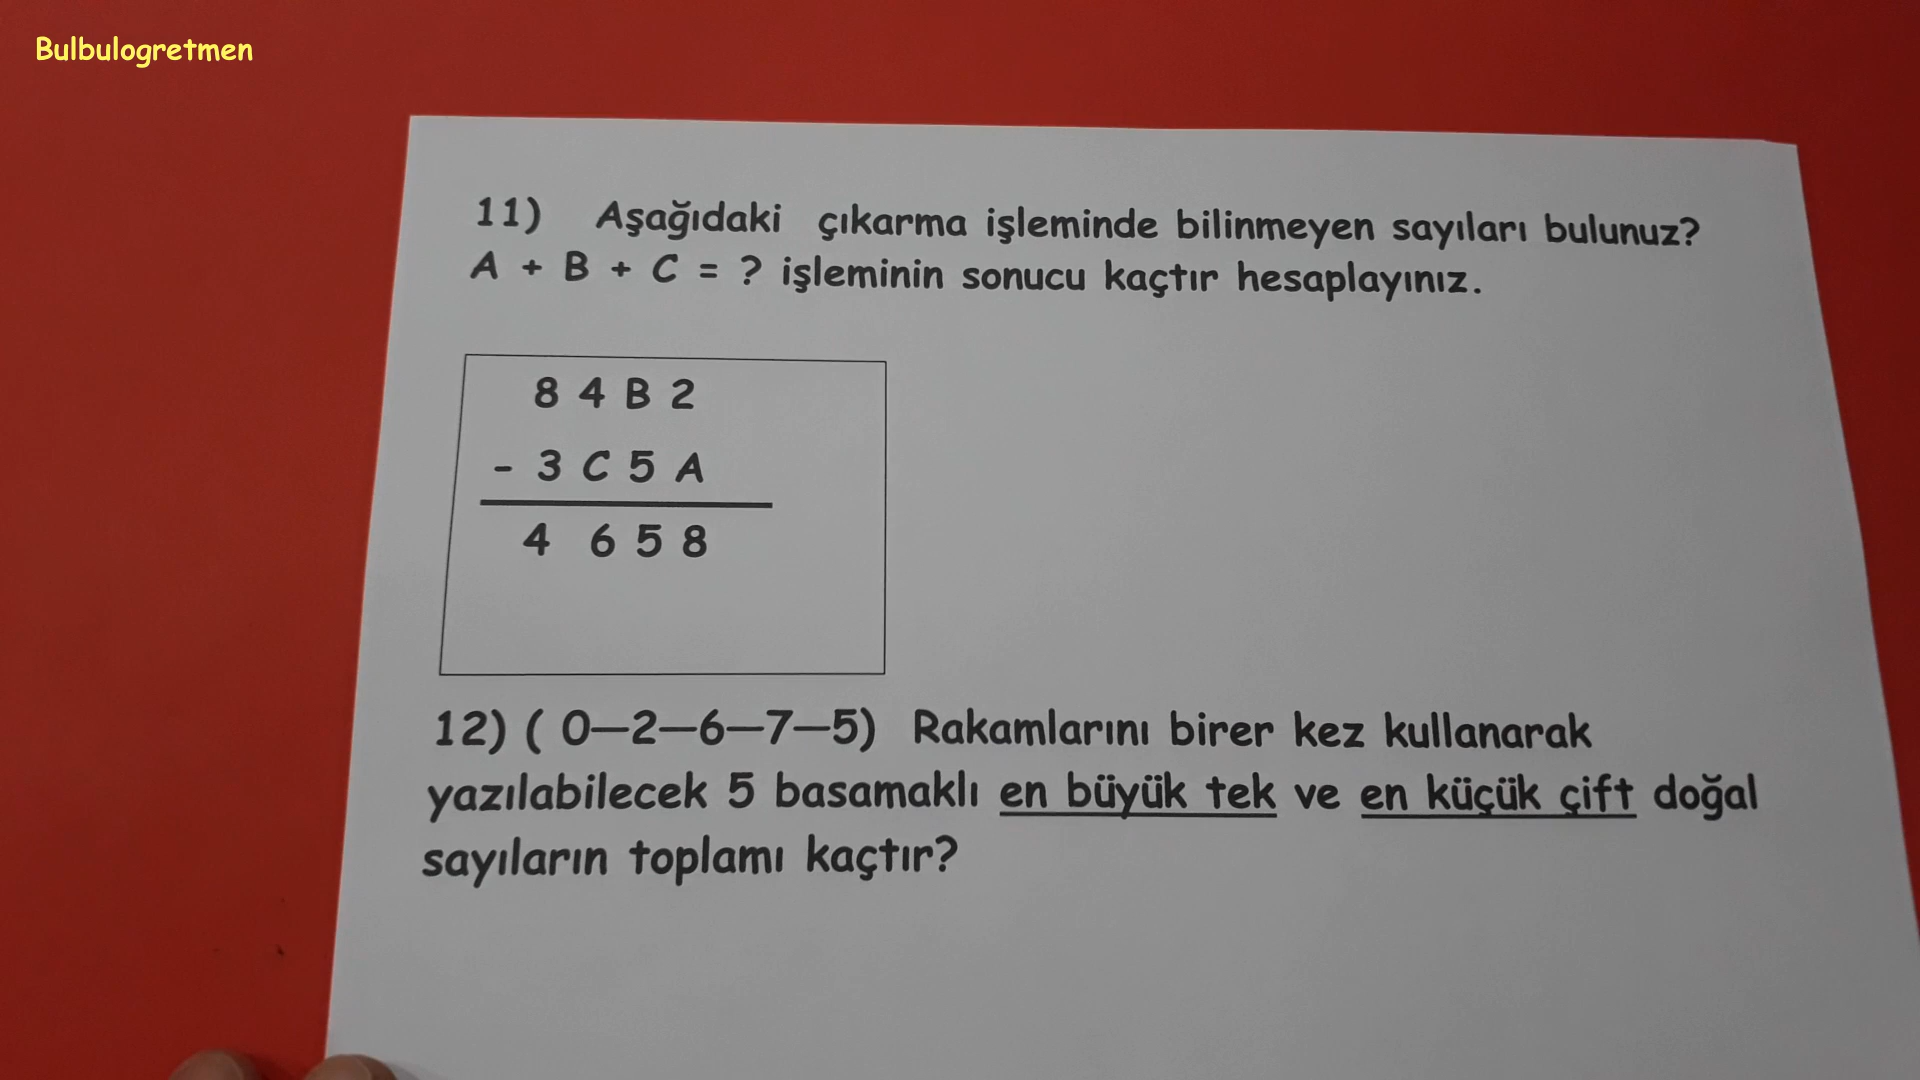 Bulbulogretmen
11) Aşağıdaki çıkarma işleminde bilinmeyen sayıları bulunuz?
A + B + C = ? işleminin sonucu kaçtır hesaplayınız.
8 4 B 2
- 3 C 5 A
4 6 5 8
12) ( 0—2—6—7—5) Rakamlarını birer kez kullanarak
yazılabilecek 5 basamaklı en büyük tek ve en küçük çift doğal
sayıların toplamı kaçtır?